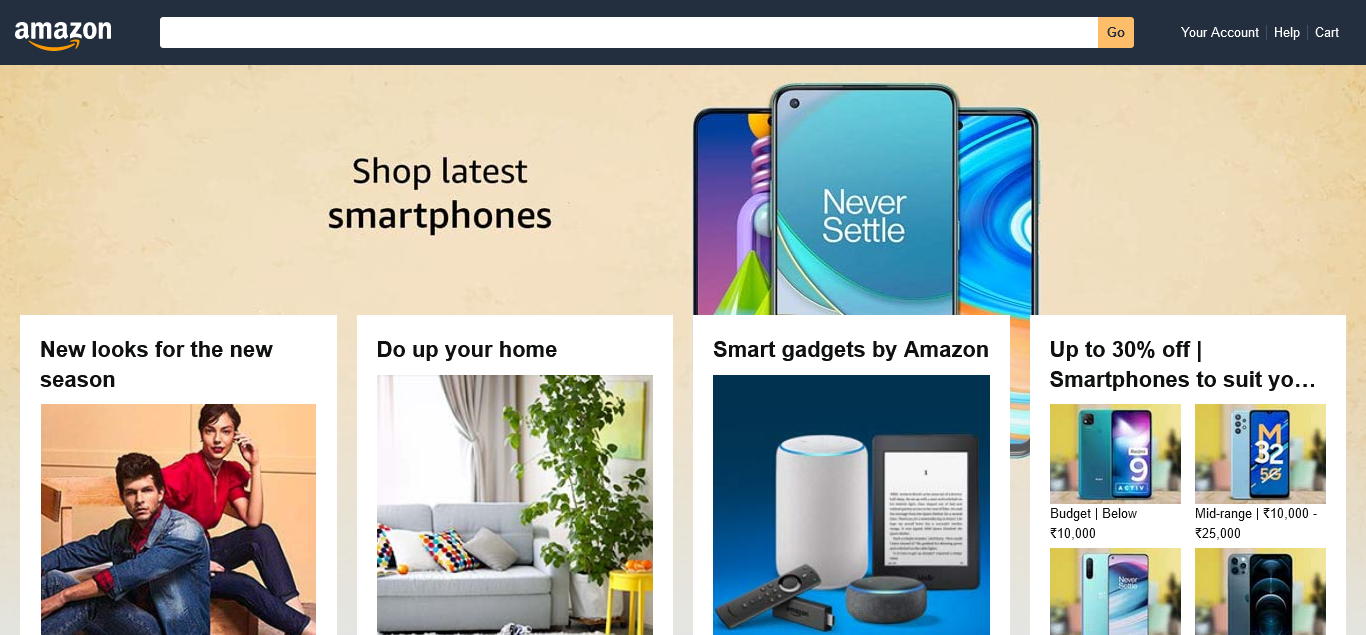 amazon
Go
Your Account
Help
Cart
Shop latest
smartphones
Never
Settle
New looks for the new
season
Do up your home
Smart gadgets by Amazon
Up to 30% off |
Smartphones to suit yo…
Redmi
9
ACTIV
M
32
5G
Budget | Below
₹10,000
Mid-range | ₹10,000 -
₹25,000
Never
Settle
amazon